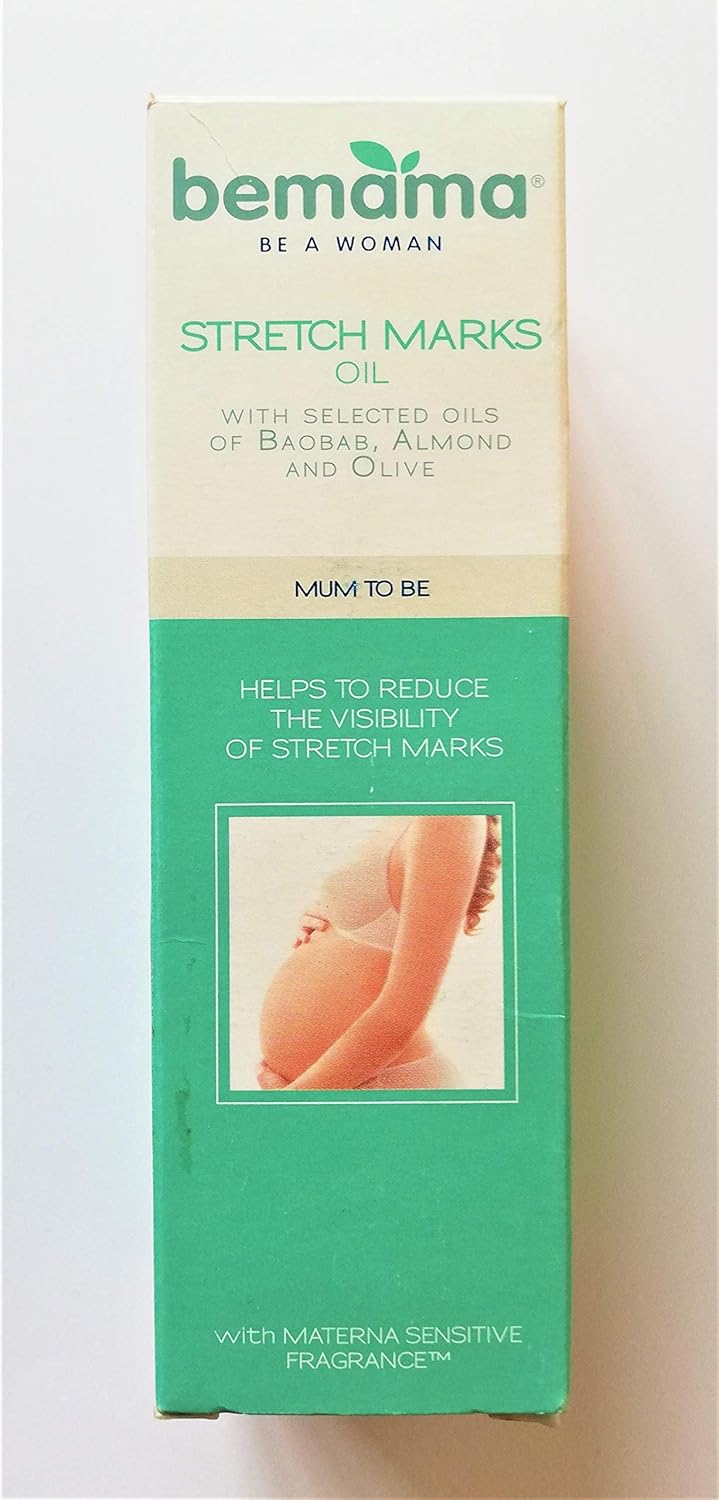 bemama®
BE A WOMAN
STRETCH MARKS
OIL
WITH SELECTED OILS
OF BAOBAB, ALMOND
AND OLIVE
MUM TO BE
HELPS TO REDUCE
THE VISIBILITY
OF STRETCH MARKS
with MATERNA SENSITIVE
FRAGRANCE™